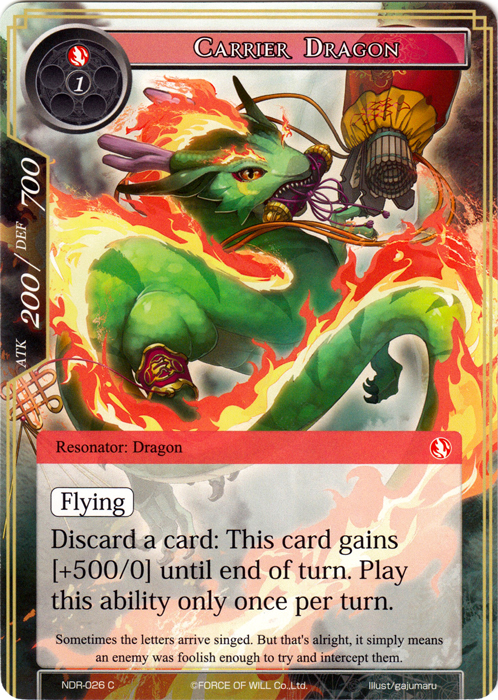 CARRIER DRAGON
1
ATK 200 / DEF 700
Resonator: Dragon
Flying
Discard a card: This card gains
[+500/0] until end of turn. Play
this ability only once per turn.
Sometimes the letters arrive singed. But that's alright, it simply means
an enemy was foolish enough to try and intercept them.
NDR-026 C ©FORCE OF WILL Co.,Ltd. Illust/gajumaru